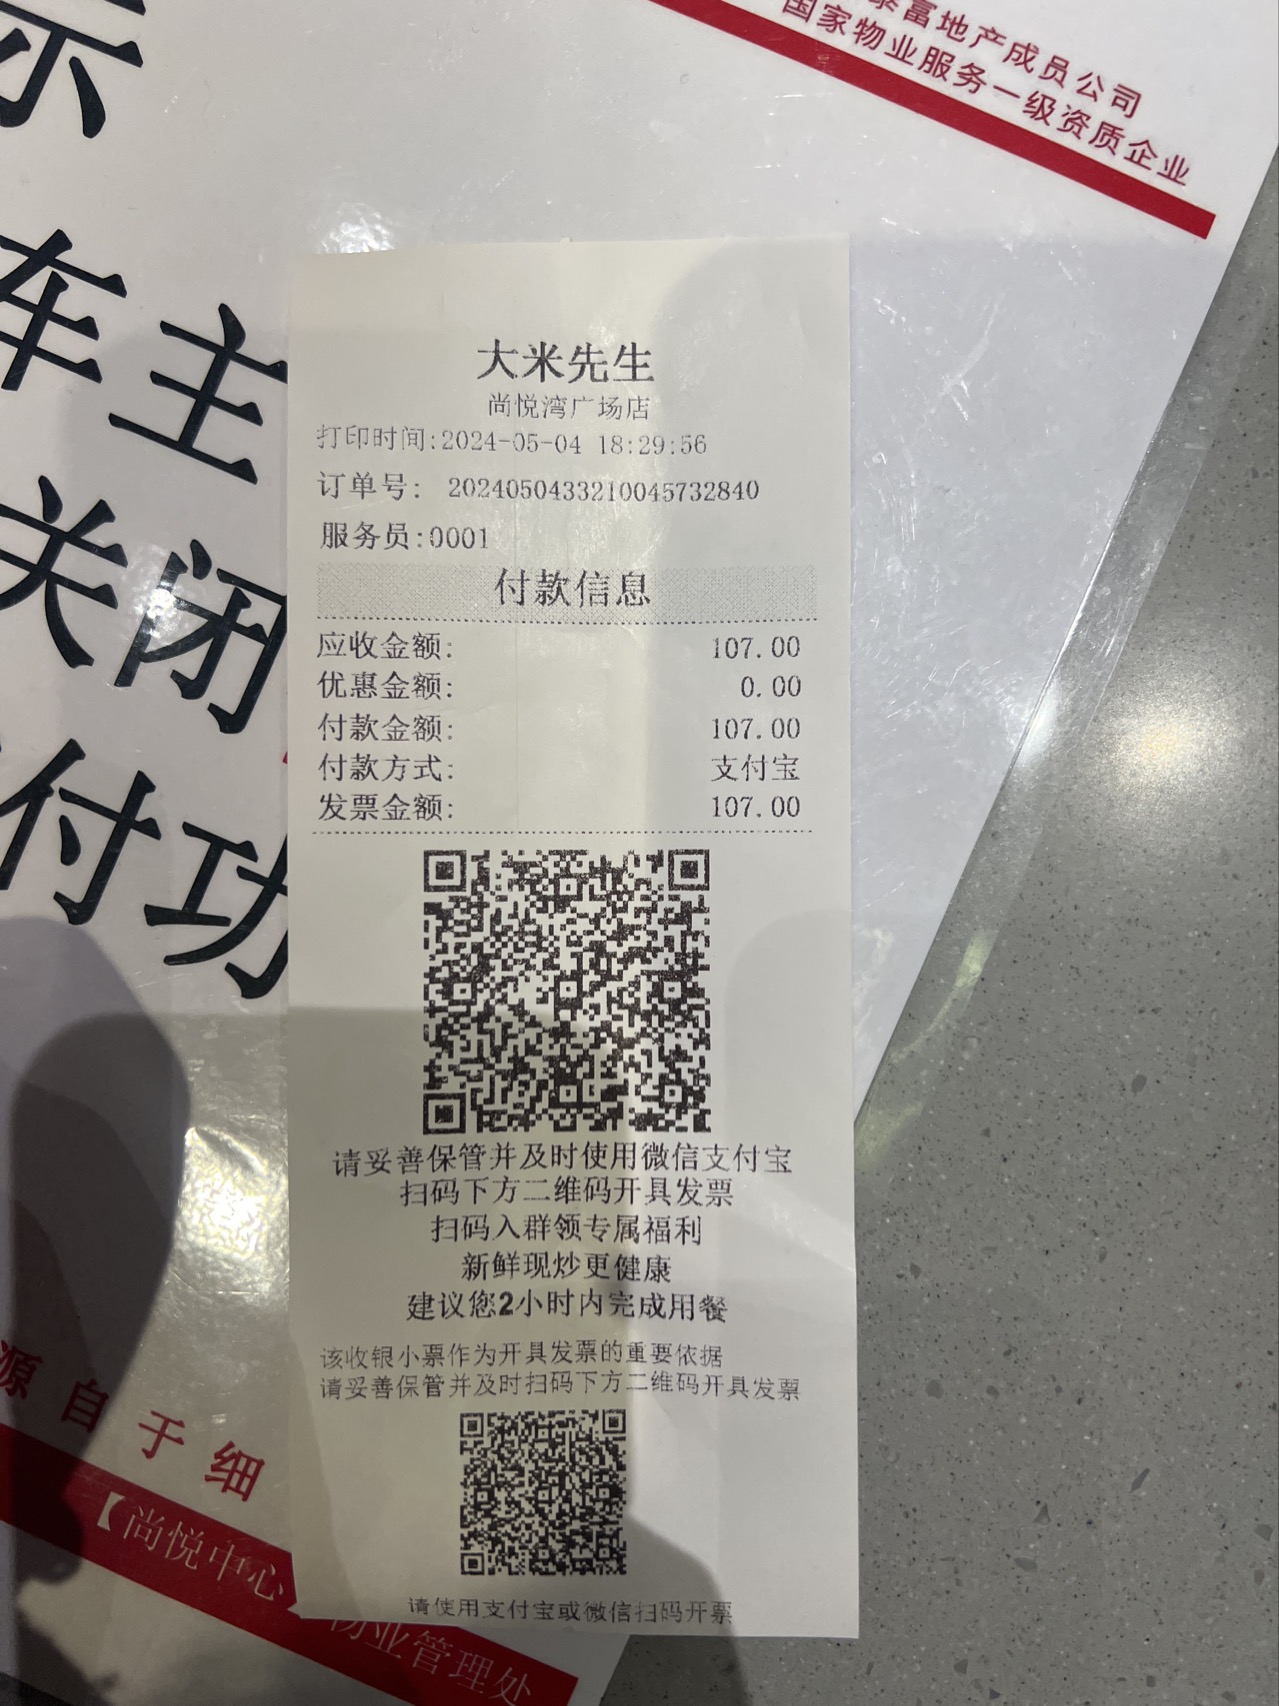 泰富地产成员公司
国家物业服务一级资质企业
示
车主
关闭
付功
大米先生
尚悦湾广场店
打印时间:2024-05-04 18:29:56
订单号: 2024050433210045732840
服务员:0001
付款信息
应收金额: 107.00
优惠金额: 0.00
付款金额: 107.00
付款方式: 支付宝
发票金额: 107.00
请妥善保管并及时使用微信支付宝
扫码下方二维码开具发票
扫码入群领专属福利
新鲜现炒更健康
建议您2小时内完成用餐
该收银小票作为开具发票的重要依据
请妥善保管并及时扫码下方二维码开具发票
请使用支付宝或微信扫码开票
源自于细
【尚悦中心
物业管理处